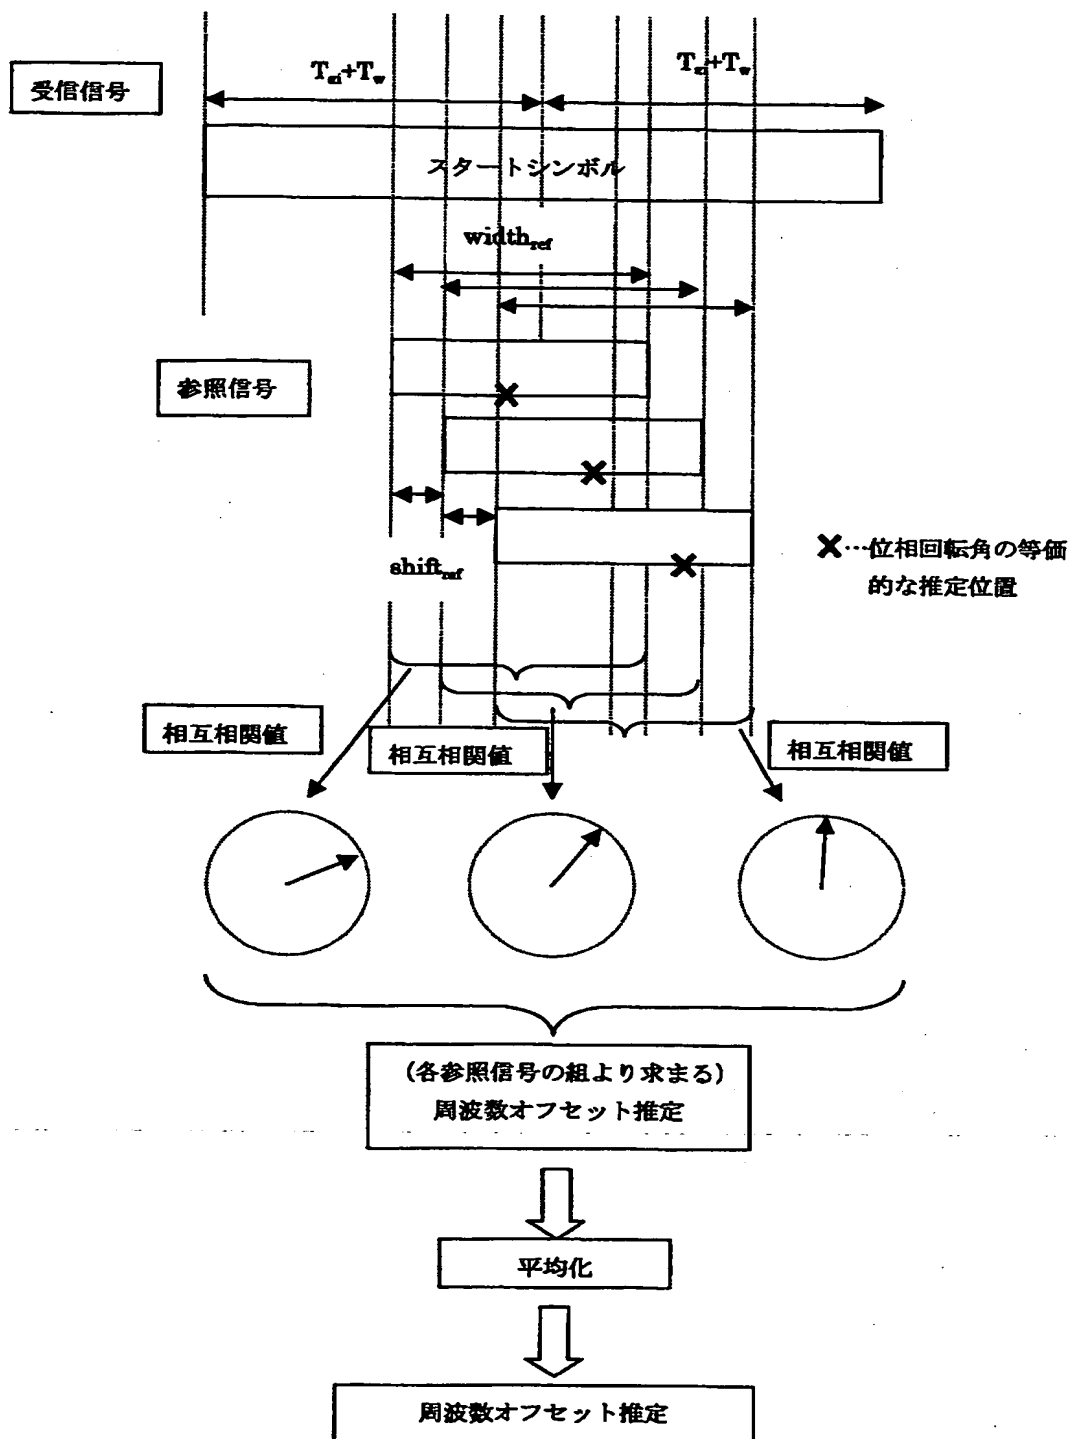 受信信号
Tgi+Tw
Tgi+Tw
スタートシンボル
widthref
参照信号
shiftref
×…位相回転角の等価
的な推定位置
相互相関値
相互相関値
相互相関値
(各参照信号の組より求まる)
周波数オフセット推定
平均化
周波数オフセット推定